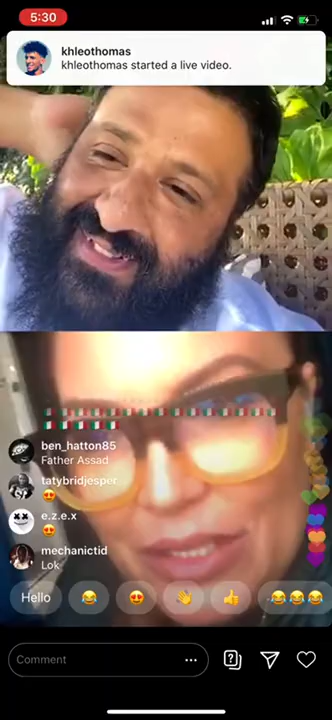 5:30
khleothomas
khleothomas started a live video.
ben_hatton85
Father Assad
tatybridjesper
😍
e.z.e.x
😍
mechanictid
Lok
Hello 😂 😍 👋 👍 😂😂😂
Comment